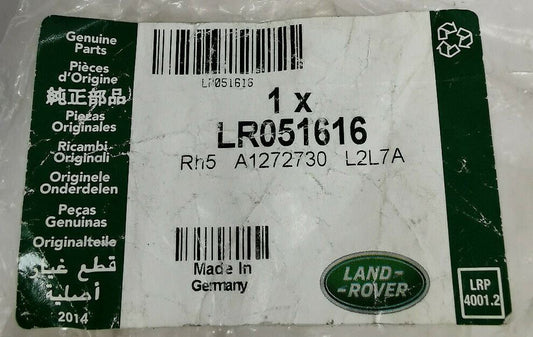 Genuine
Parts
Pièces
d'Origine
純正部品
Piezas
Originales
Ricambi
Originali
Originele
Onderdelen
Peças
Genuinas
Originalteile
قطع غيار
أصلية
2014
LR051616
1 x
LR051616
Rh5 A1272730 L2L7A
Made In
Germany
LAND-
-ROVER
LRP
4001.2